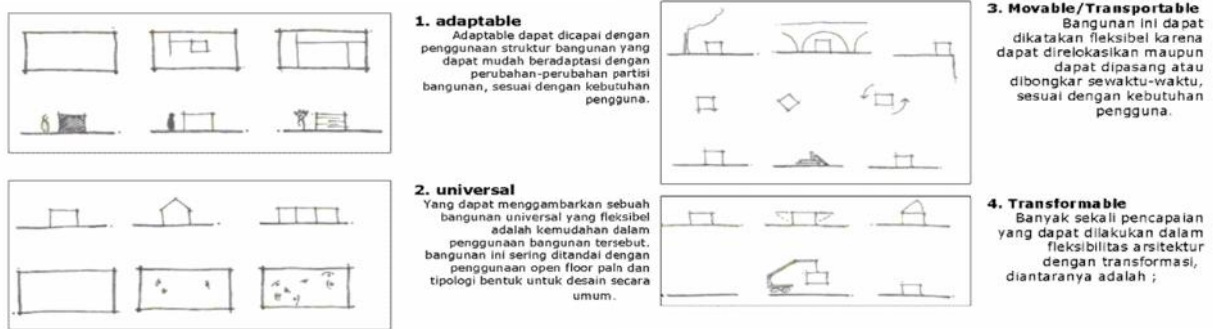 1. adaptable
Adaptable dapat dicapai dengan
penggunaan struktur bangunan yang
dapat mudah beradaptasi dengan
perubahan-perubahan partisi
bangunan, sesuai dengan kebutuhan
pengguna.
2. universal
Yang dapat menggambarkan sebuah
bangunan universal yang fleksibel
adalah kemudahan dalam
penggunaan bangunan tersebut.
bangunan ini sering ditandai dengan
penggunaan open floor paln dan
tipologi bentuk untuk desain secara
umum.
3. Movable/Transportable
Bangunan ini dapat
dikatakan fleksibel karena
dapat direlokasikan maupun
dapat dipasang atau
dibongkar sewaktu-waktu,
sesuai dengan kebutuhan
pengguna.
4. Transformable
Banyak sekali pencapaian
yang dapat dilakukan dalam
fleksibilitas arsitektur
dengan transformasi,
diantaranya adalah ;